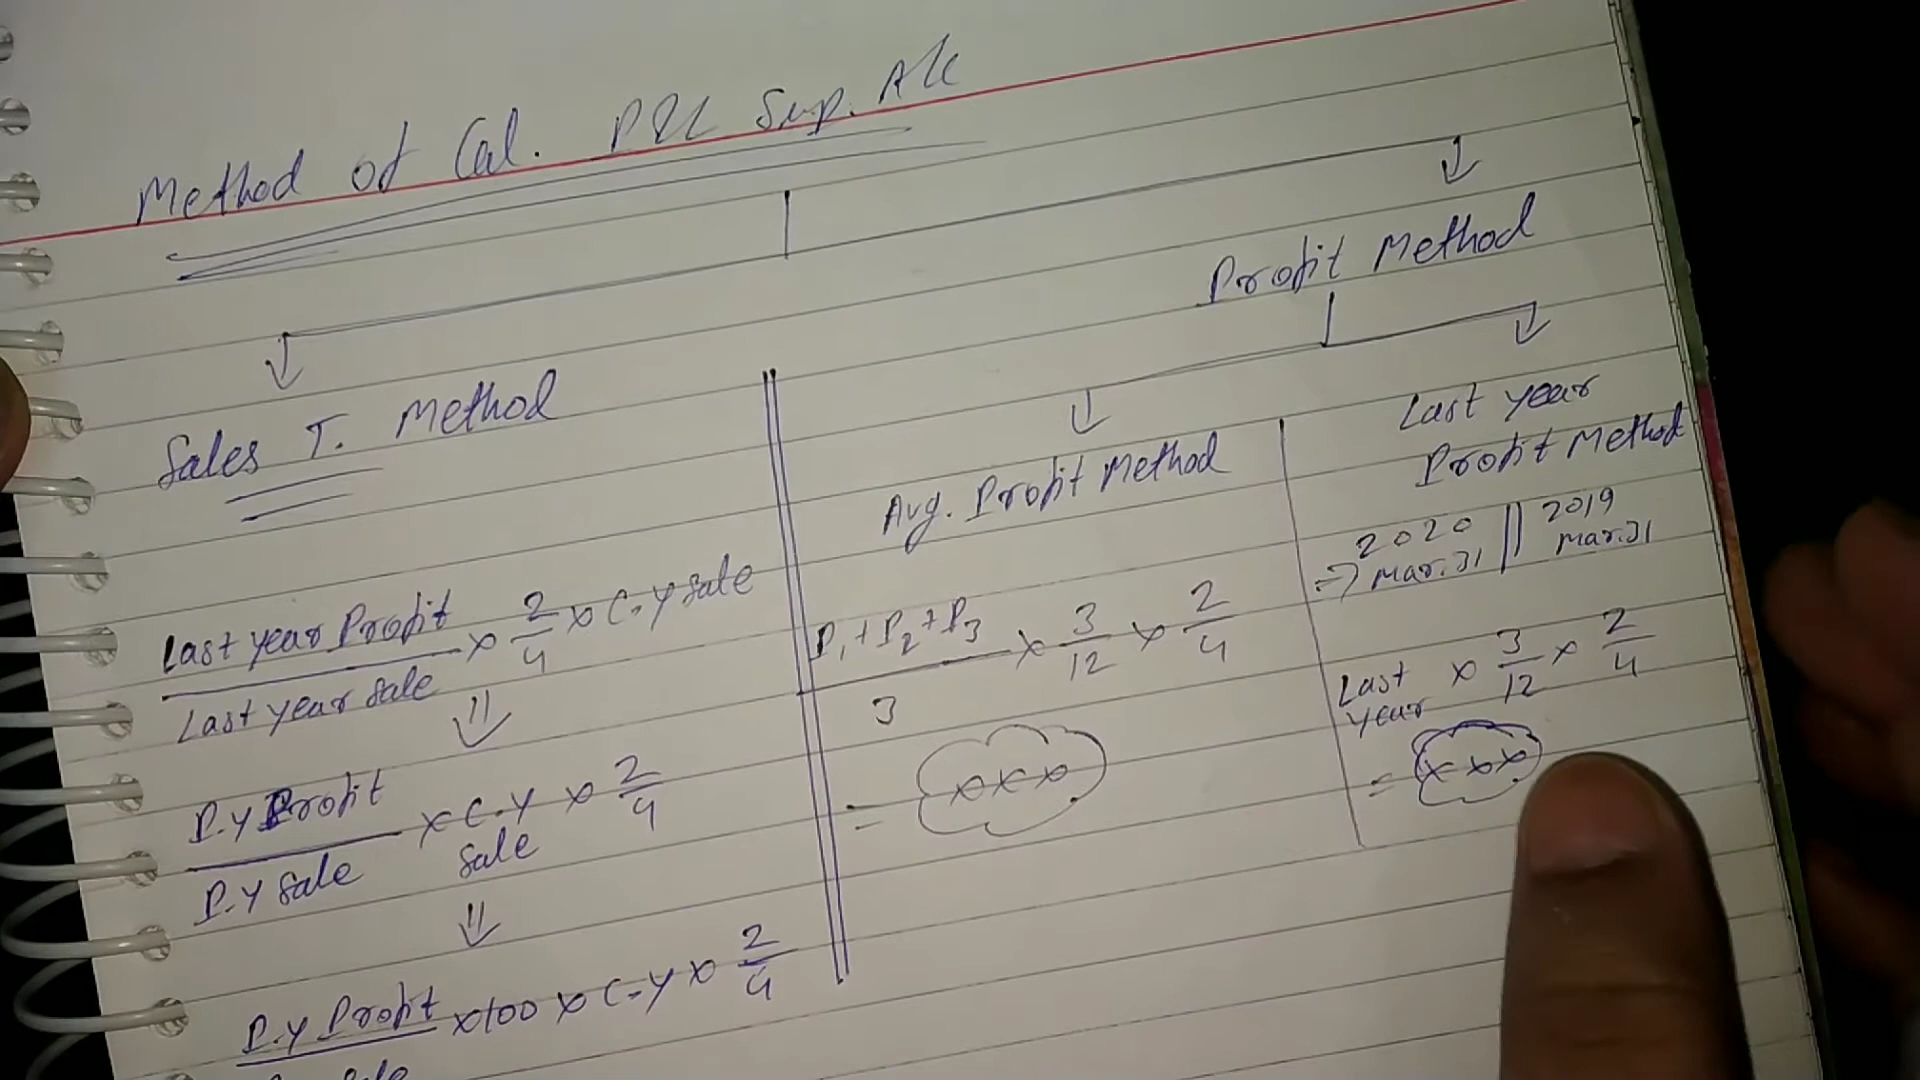 Method of Cal. P&L Sup. A/c
Profit Method
Sales T. Method
Avg. Profit Method
Last year
Profit Method
⇒ 2020 Mar.31 || 2019 Mar.31
Last year Profit / Last year Sale × 2/4 × C.Y Sale
P.Y Profit / P.Y Sale × C.Y Sale × 2/4
P.Y Profit × 100 × C.Y × 2/4
Sale
P1 + P2 + P3 / 3 × 3/12 × 2/4
= xxx
Last year × 3/12 × 2/4
= xxx